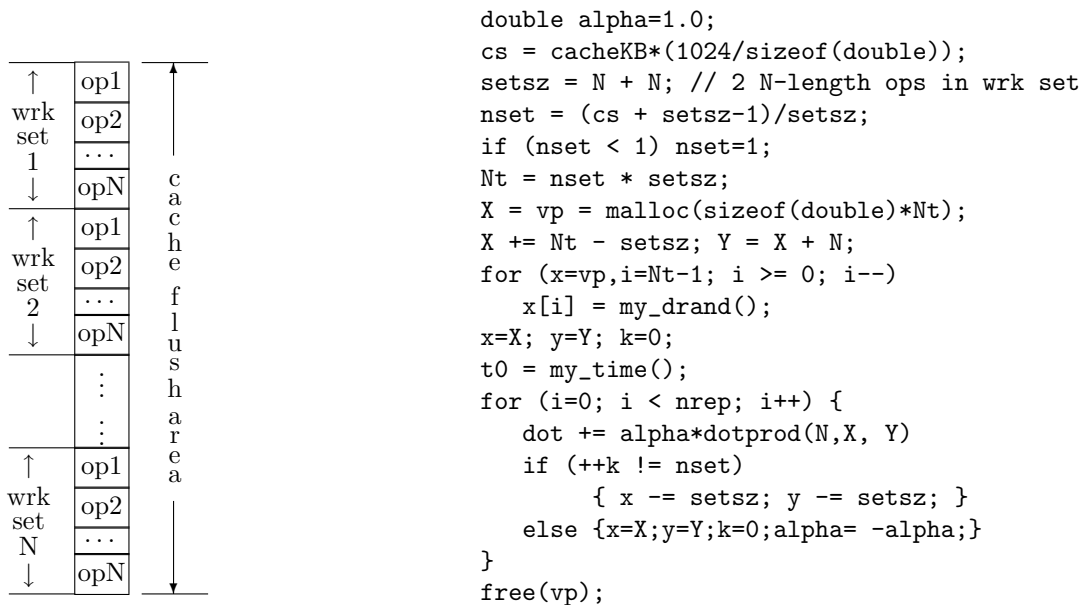 ↑
wrk
set
1
↓
op1
op2
...
opN
↑
wrk
set
2
↓
op1
op2
...
opN
⋮
⋮
↑
wrk
set
N
↓
op1
op2
...
opN
cache flush area
double alpha=1.0;
cs = cacheKB*(1024/sizeof(double));
setsz = N + N; // 2 N-length ops in wrk set
nset = (cs + setsz-1)/setsz;
if (nset < 1) nset=1;
Nt = nset * setsz;
X = vp = malloc(sizeof(double)*Nt);
X += Nt - setsz; Y = X + N;
for (x=vp,i=Nt-1; i >= 0; i--)
   x[i] = my_drand();
x=X; y=Y; k=0;
t0 = my_time();
for (i=0; i < nrep; i++) {
   dot += alpha*dotprod(N,X, Y)
   if (++k != nset)
        { x -= setsz; y -= setsz; }
   else {x=X;y=Y;k=0;alpha= -alpha;}
}
free(vp);